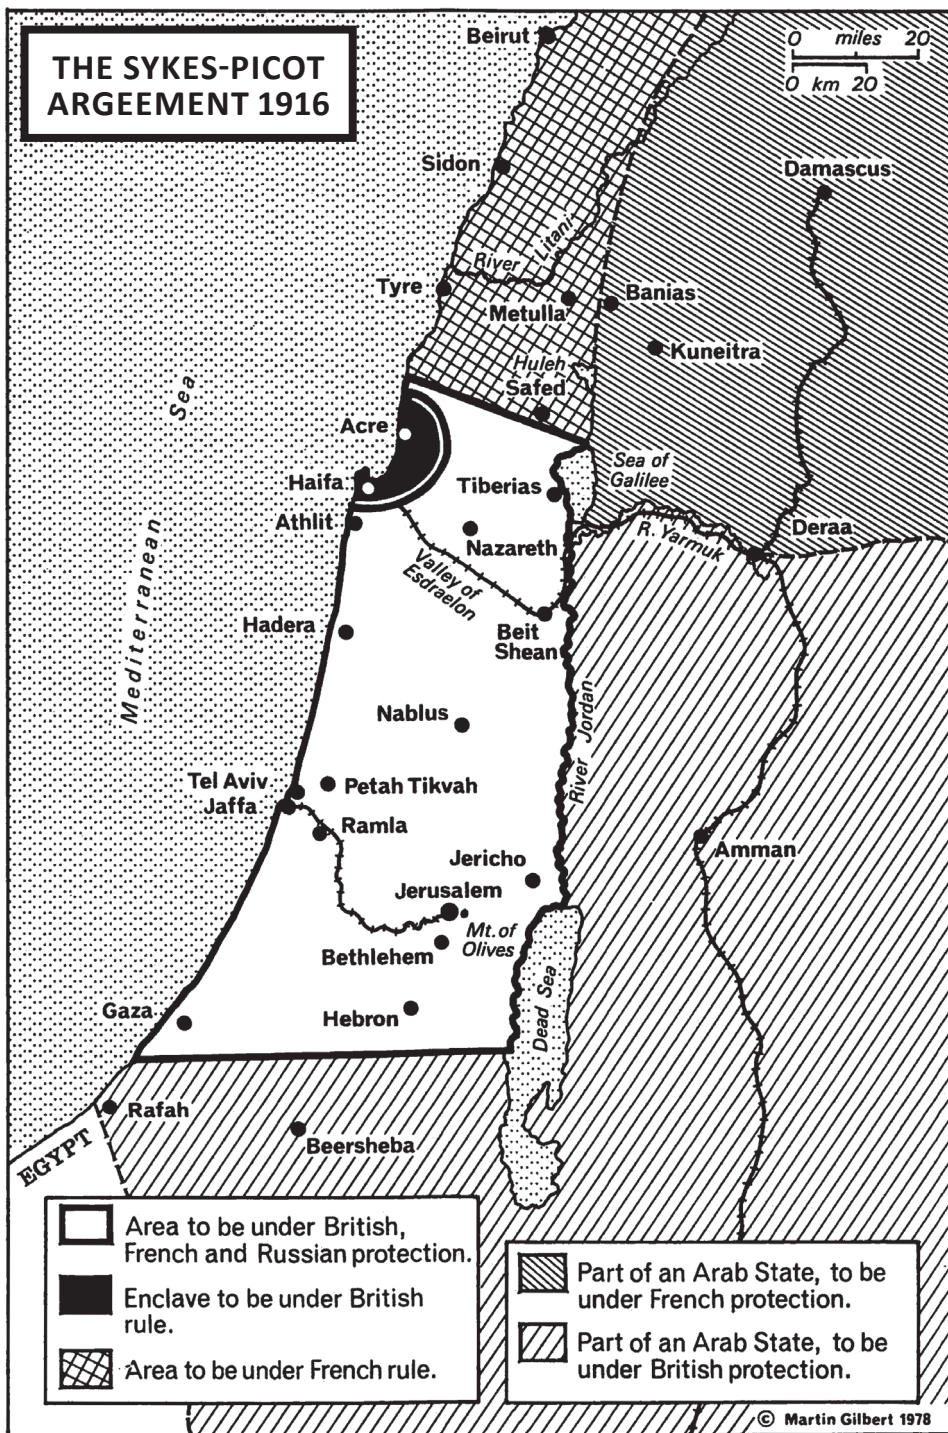 THE SYKES-PICOT
ARGEEMENT 1916
Beirut
0 miles 20
0 km 20
Sidon
Damascus
River Litani
Tyre
Metulla
Banias
Kuneitra
Huleh
Safed
Acre
Sea of
Galilee
Haifa
Tiberias
Athlit
Nazareth
R. Yarmuk
Deraa
Valley of
Esdraelon
Mediterranean Sea
Hadera
Beit
Shean
Nablus
River Jordan
Tel Aviv
Jaffa
Petah Tikvah
Ramla
Amman
Jericho
Jerusalem
Mt. of
Olives
Bethlehem
Dead Sea
Gaza
Hebron
Rafah
Beersheba
EGYPT
Area to be under British,
French and Russian protection.
Enclave to be under British
rule.
Area to be under French rule.
Part of an Arab State, to be
under French protection.
Part of an Arab State, to be
under British protection.
© Martin Gilbert 1978